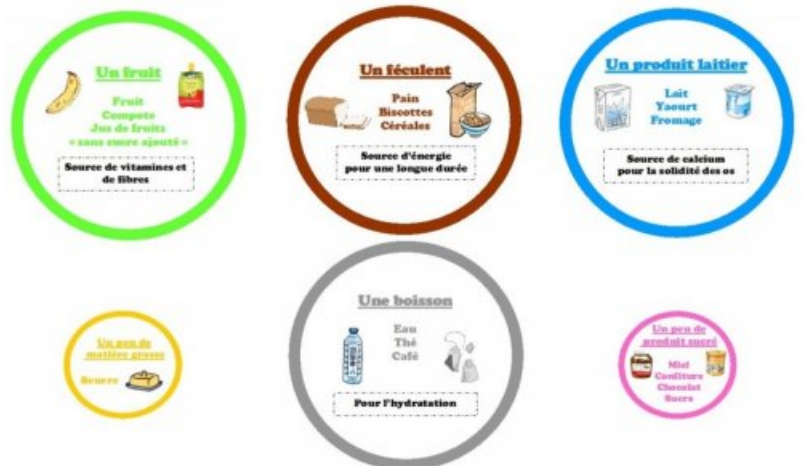 Un fruit
Fruit
Compote
Jus de fruits
« sans sucre ajouté »
Source de vitamines et
de fibres
Un féculent
Pain
Biscottes
Céréales
Source d'énergie
pour une longue durée
Un produit laitier
Lait
Yaourt
Fromage
Source de calcium
pour la solidité des os
Un peu de
matière grasse
Beurre
Une boisson
Eau
Thé
Café
Pour l'hydratation
Un peu de
produit sucré
Miel
Confiture
Chocolat
Sucre